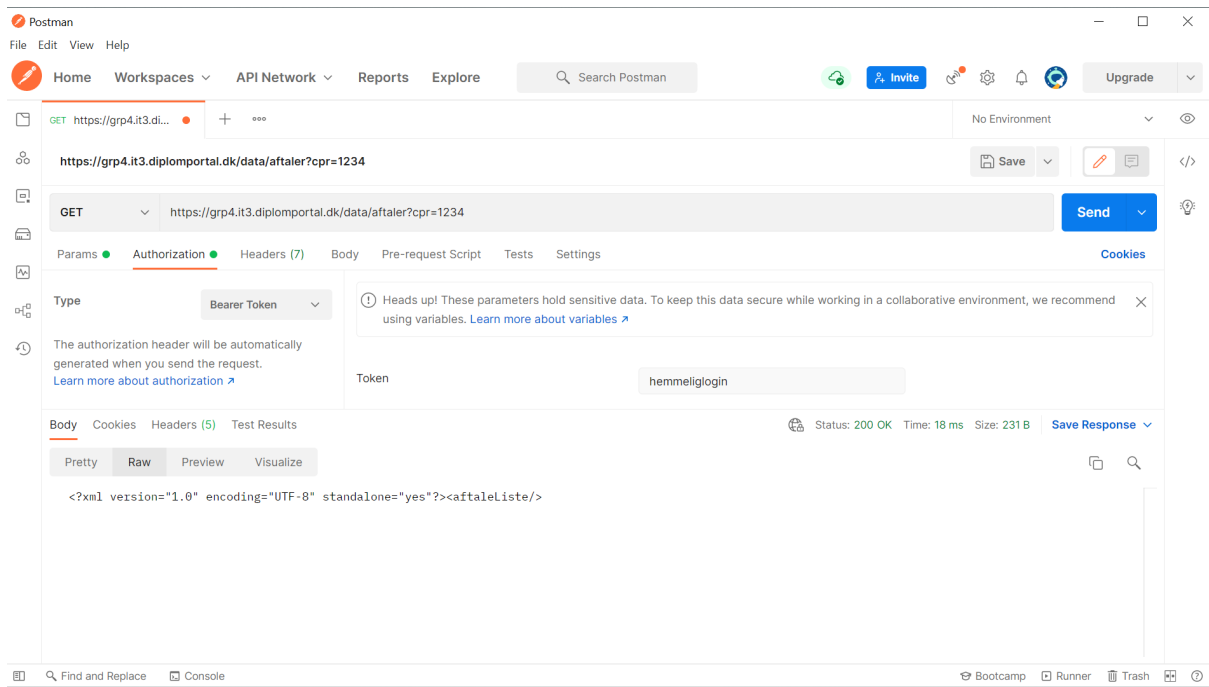 Postman
File Edit View Help
Home Workspaces API Network Reports Explore Search Postman Invite Upgrade
GET https://grp4.it3.di... No Environment
https://grp4.it3.diplomportal.dk/data/aftaler?cpr=1234 Save
GET https://grp4.it3.diplomportal.dk/data/aftaler?cpr=1234 Send
Params Authorization Headers (7) Body Pre-request Script Tests Settings Cookies
Type Bearer Token
The authorization header will be automatically
generated when you send the request.
Learn more about authorization ↗
Heads up! These parameters hold sensitive data. To keep this data secure while working in a collaborative environment, we recommend
using variables. Learn more about variables ↗
Token hemmeliglogin
Body Cookies Headers (5) Test Results Status: 200 OK Time: 18 ms Size: 231 B Save Response
Pretty Raw Preview Visualize
<?xml version="1.0" encoding="UTF-8" standalone="yes"?><aftaleListe/>
Find and Replace Console Bootcamp Runner Trash